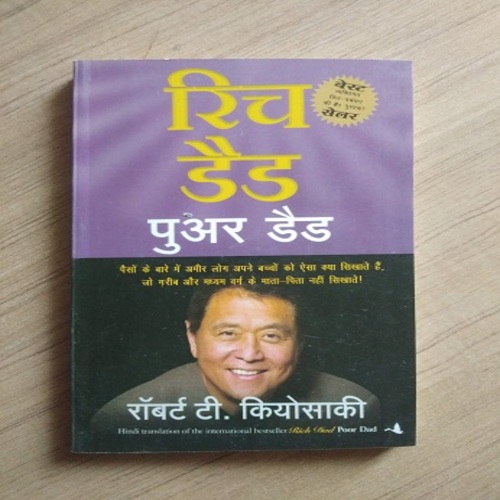 रिच
डैड
पुअर डैड
बेस्ट
सेलर
पैसों के बारे में अमीर लोग अपने बच्चों को ऐसा क्या सिखाते हैं,
जो गरीब और मध्यम वर्ग के माता-पिता नहीं सिखाते!
रॉबर्ट टी. कियोसाकी
Hindi translation of the international bestseller Rich Dad Poor Dad